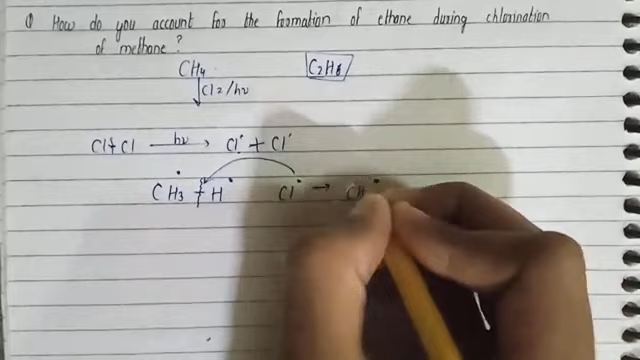 Q How do you account for the formation of ethane during chlorination
of methane?
CH4
C2H6
Cl2/hν
Cl+Cl hν→ Cl• + Cl•
•CH3 + H• Cl• → CH